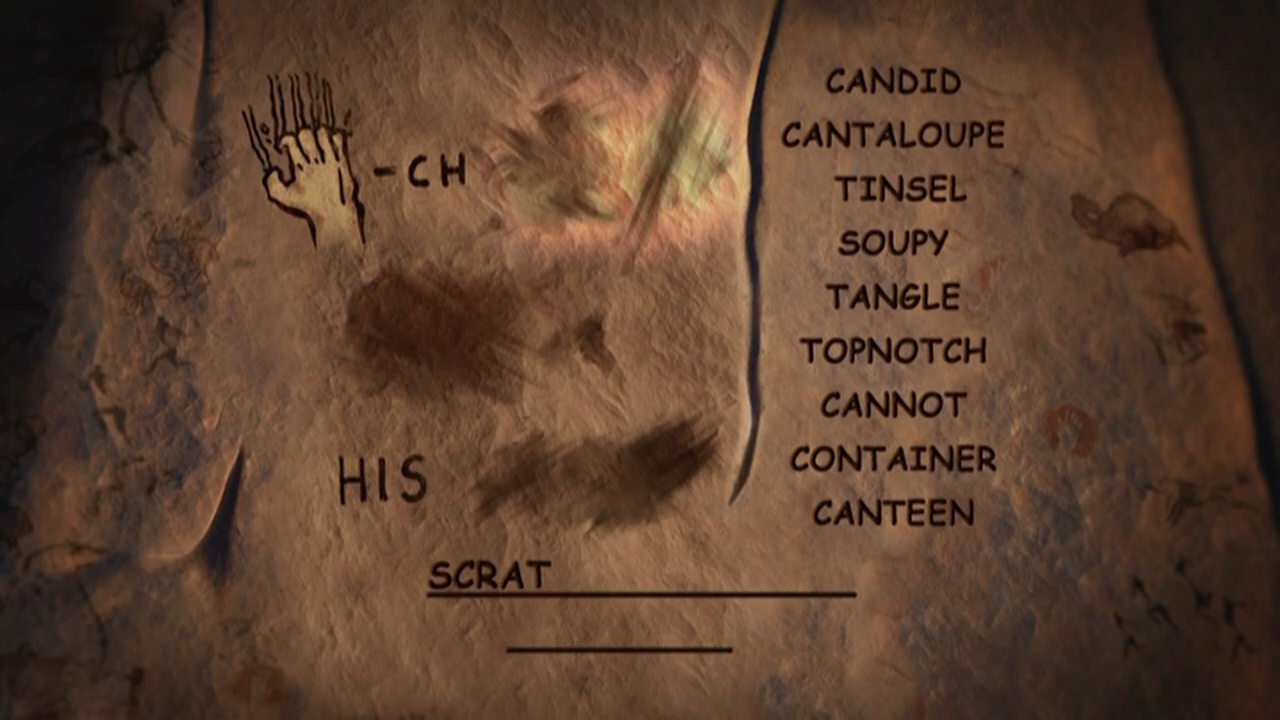 -CH
HIS
SCRAT
CANDID
CANTALOUPE
TINSEL
SOUPY
TANGLE
TOPNOTCH
CANNOT
CONTAINER
CANTEEN